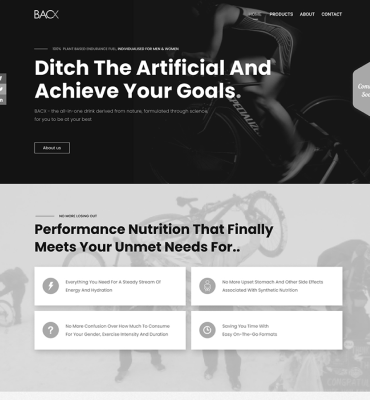 BACX
HOME PRODUCTS ABOUT CONTACT
100% PLANT BASED ENDURANCE FUEL, INDIVIDUALIZED FOR MEN & WOMEN
Ditch The Artificial And
Achieve Your Goals.
BACX - the all-in-one drink derived from nature, formulated through science,
for you to be at your best
About us
SPECIALIZED
NO MORE LOSING OUT
Performance Nutrition That Finally
Meets Your Unmet Needs For..
Everything You Need For A Steady Stream Of
Energy And Hydration
No More Upset Stomach And Other Side Effects
Associated With Synthetic Nutrition
No More Confusion Over How Much To Consume
For Your Gender, Exercise Intensity And Duration
Saving You Time With
Easy On-The-Go Formats